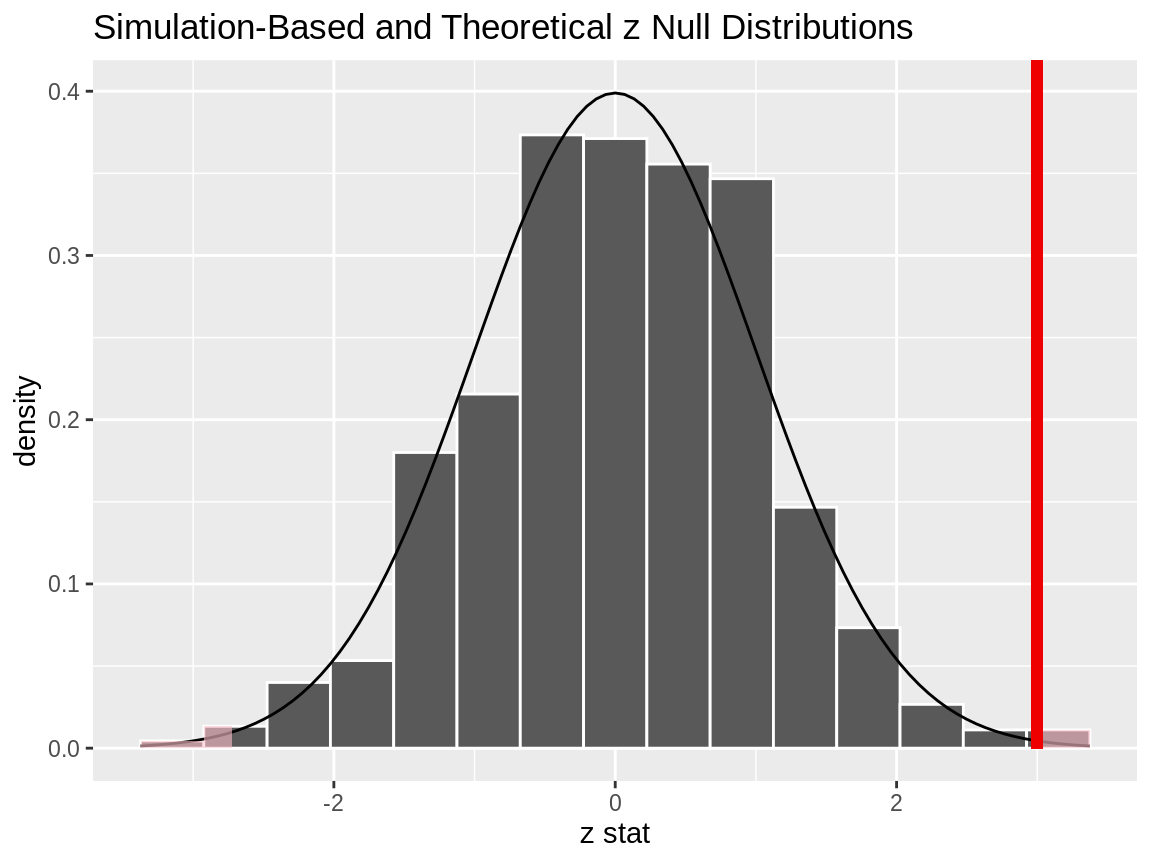 Simulation-Based and Theoretical z Null Distributions
0.4
0.3
0.2
0.1
0.0
density
-2 0 2
z stat